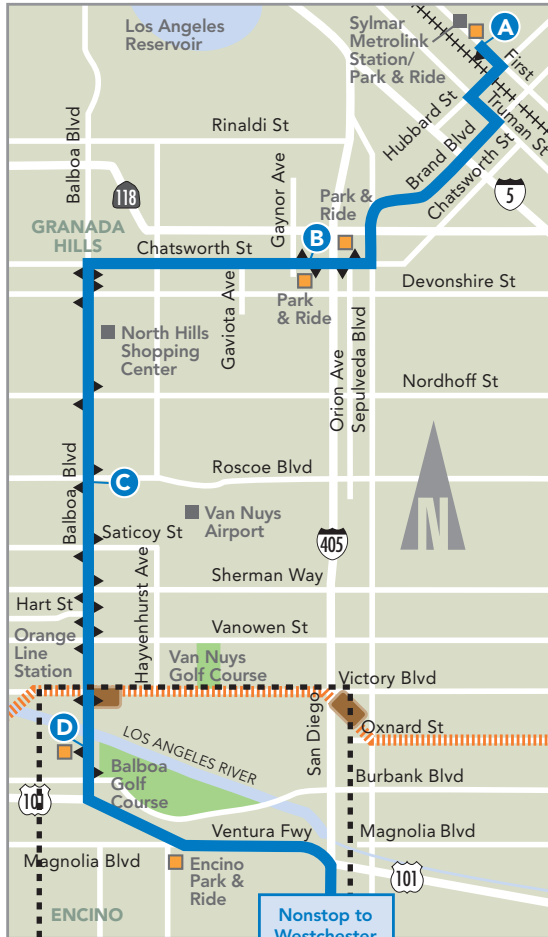 Los Angeles
Reservoir
Sylmar
Metrolink
Station/
Park & Ride
A
First
Truman St
Hubbard St
Rinaldi St
Balboa Blvd
118
Brand Blvd
Chatsworth St
5
Gaynor Ave
Park &
Ride
GRANADA
HILLS
Chatsworth St
B
Devonshire St
Gaviota Ave
Park
& Ride
North Hills
Shopping
Center
Orion Ave
Sepulveda Blvd
Nordhoff St
Balboa Blvd
Roscoe Blvd
C
N
Van Nuys
Airport
Saticoy St
405
Hayvenhurst Ave
Sherman Way
Hart St
Vanowen St
Orange
Line
Station
Van Nuys
Golf Course
Victory Blvd
San Diego
Oxnard St
D
LOS ANGELES RIVER
Balboa
Golf
Course
Burbank Blvd
Ventura Fwy
Magnolia Blvd
Magnolia Blvd
101
Encino
Park &
Ride
ENCINO
Nonstop to
Westchester